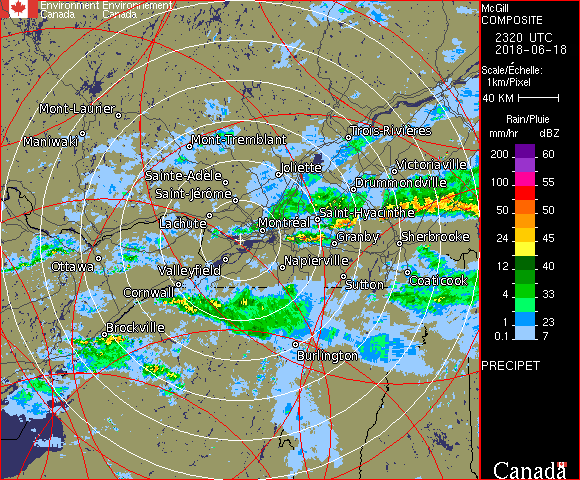 Environment Environnement
Canada Canada
McGill
COMPOSITE
2320 UTC
2018-06-18
Scale/Échelle:
1km/Pixel
40 KM
Rain/Pluie
mm/hr dBZ
200 60
100 55
50 50
24 45
12 40
4 33
1 23
0.1 7
PRECIPET
Canada
Mont-Laurier
Maniwaki
Mont-Tremblant
Trois-Rivières
Joliette
Victoriaville
Sainte-Adèle
Drummondville
Saint-Jérôme
Saint-Hyacinthe
Lachute
Montréal
Granby
Sherbrooke
Ottawa
Valleyfield
Napierville
Coaticook
Sutton
Cornwall
Brockville
Burlington